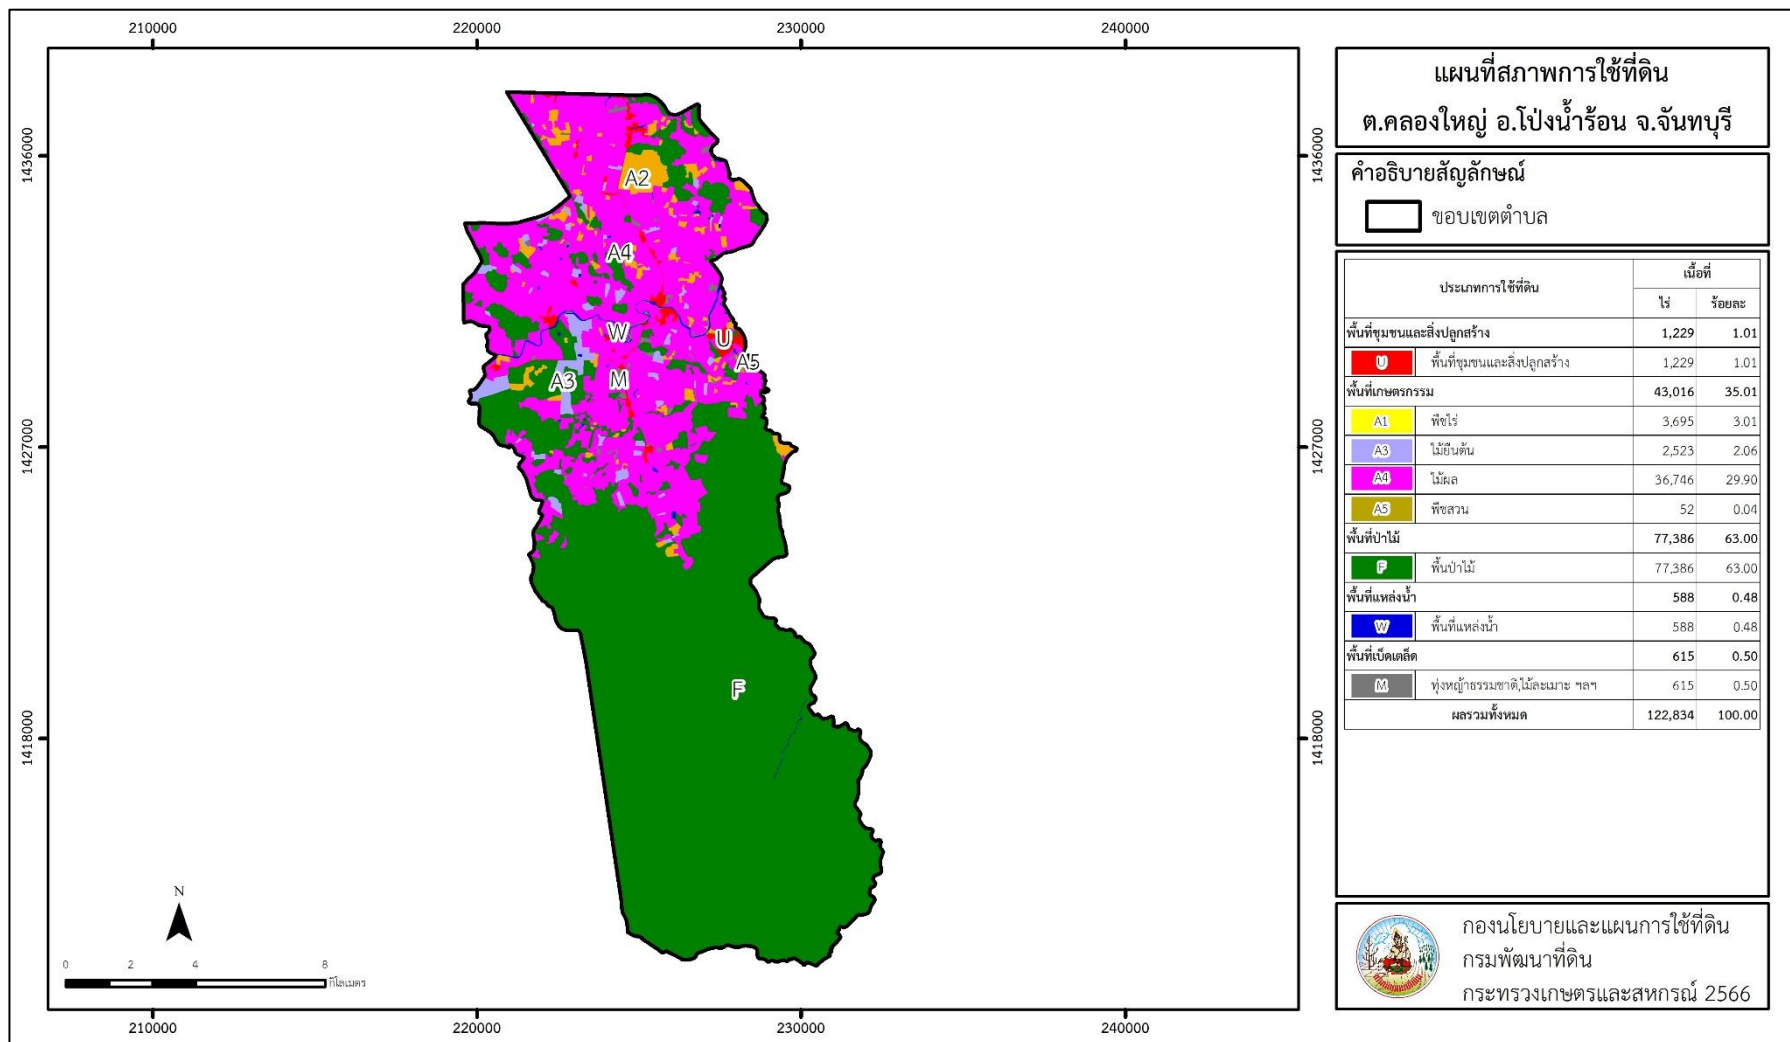 210000 220000 230000 240000
แผนที่สภาพการใช้ที่ดิน
ต.คลองใหญ่ อ.โป่งน้ำร้อน จ.จันทบุรี
คำอธิบายสัญลักษณ์
ขอบเขตตำบล
ประเภทการใช้ที่ดิน เนื้อที่
ไร่ ร้อยละ
พื้นที่ชุมชนและสิ่งปลูกสร้าง 1,229 1.01
U พื้นที่ชุมชนและสิ่งปลูกสร้าง 1,229 1.01
พื้นที่เกษตรกรรม 43,016 35.01
A1 พืชไร่ 3,695 3.01
A3 ไม้ยืนต้น 2,523 2.06
A4 ไม้ผล 36,746 29.90
A5 พืชสวน 52 0.04
พื้นที่ป่าไม้ 77,386 63.00
F พื้นป่าไม้ 77,386 63.00
พื้นที่แหล่งน้ำ 588 0.48
W พื้นที่แหล่งน้ำ 588 0.48
พื้นที่เบ็ดเตล็ด 615 0.50
M ทุ่งหญ้าธรรมชาติ,ไม้ละเมาะ ฯลฯ 615 0.50
ผลรวมทั้งหมด 122,834 100.00
กองนโยบายและแผนการใช้ที่ดิน
กรมพัฒนาที่ดิน
กระทรวงเกษตรและสหกรณ์ 2566
1436000 1436000
1427000 1427000
1418000 1418000
A2
A4
W
U
A5
A3
M
F
N
0 2 4 8
กิโลเมตร
210000 220000 230000 240000